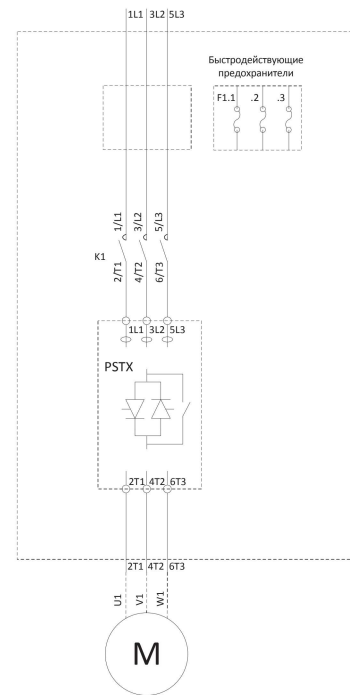 1L1 3L2 5L3
Быстродействующие
предохранители
F1.1 .2 .3
1/L1 3/L2 5/L3
K1
2/T1 4/T2 6/T3
1L1 3L2 5L3
PSTX
2T1 4T2 6T3
2T1 4T2 6T3
U1 V1 W1
M